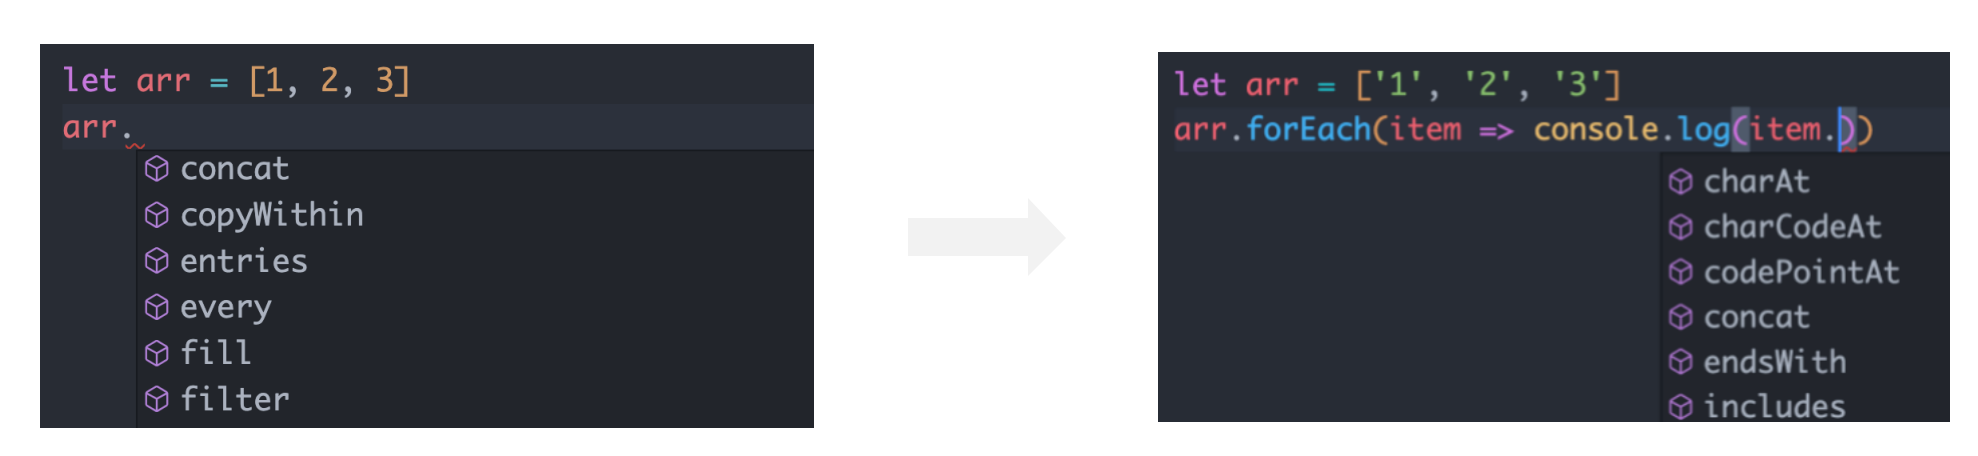 let arr = [1, 2, 3]
arr.
concat
copyWithin
entries
every
fill
filter
let arr = ['1', '2', '3']
arr.forEach(item => console.log(item.))
charAt
charCodeAt
codePointAt
concat
endsWith
includes